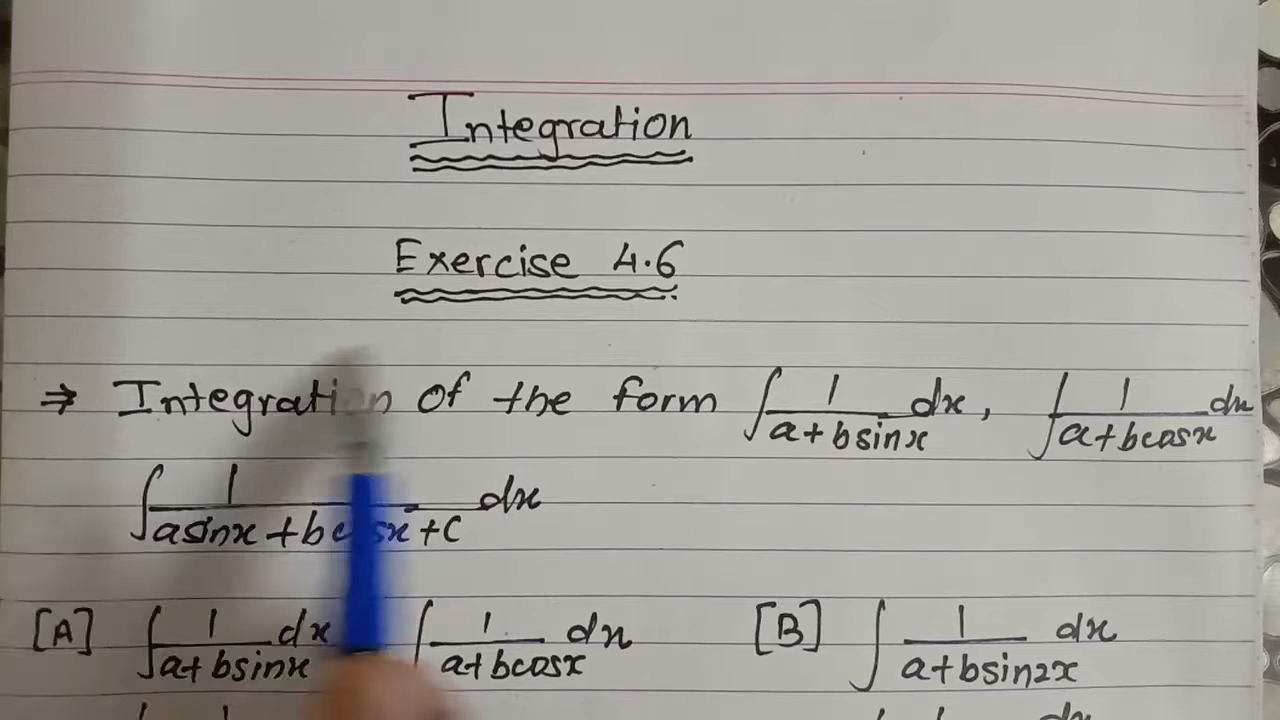 Integration
Exercise 4.6
⇒ Integration of the form ∫ 1/(a+bsinx) dx, ∫ 1/(a+bcosx) dx
∫ 1/(asinx+bcosx+c) dx
[A] ∫ 1/(a+bsinx) dx ∫ 1/(a+bcosx) dx [B] ∫ 1/(a+bsin2x) dx